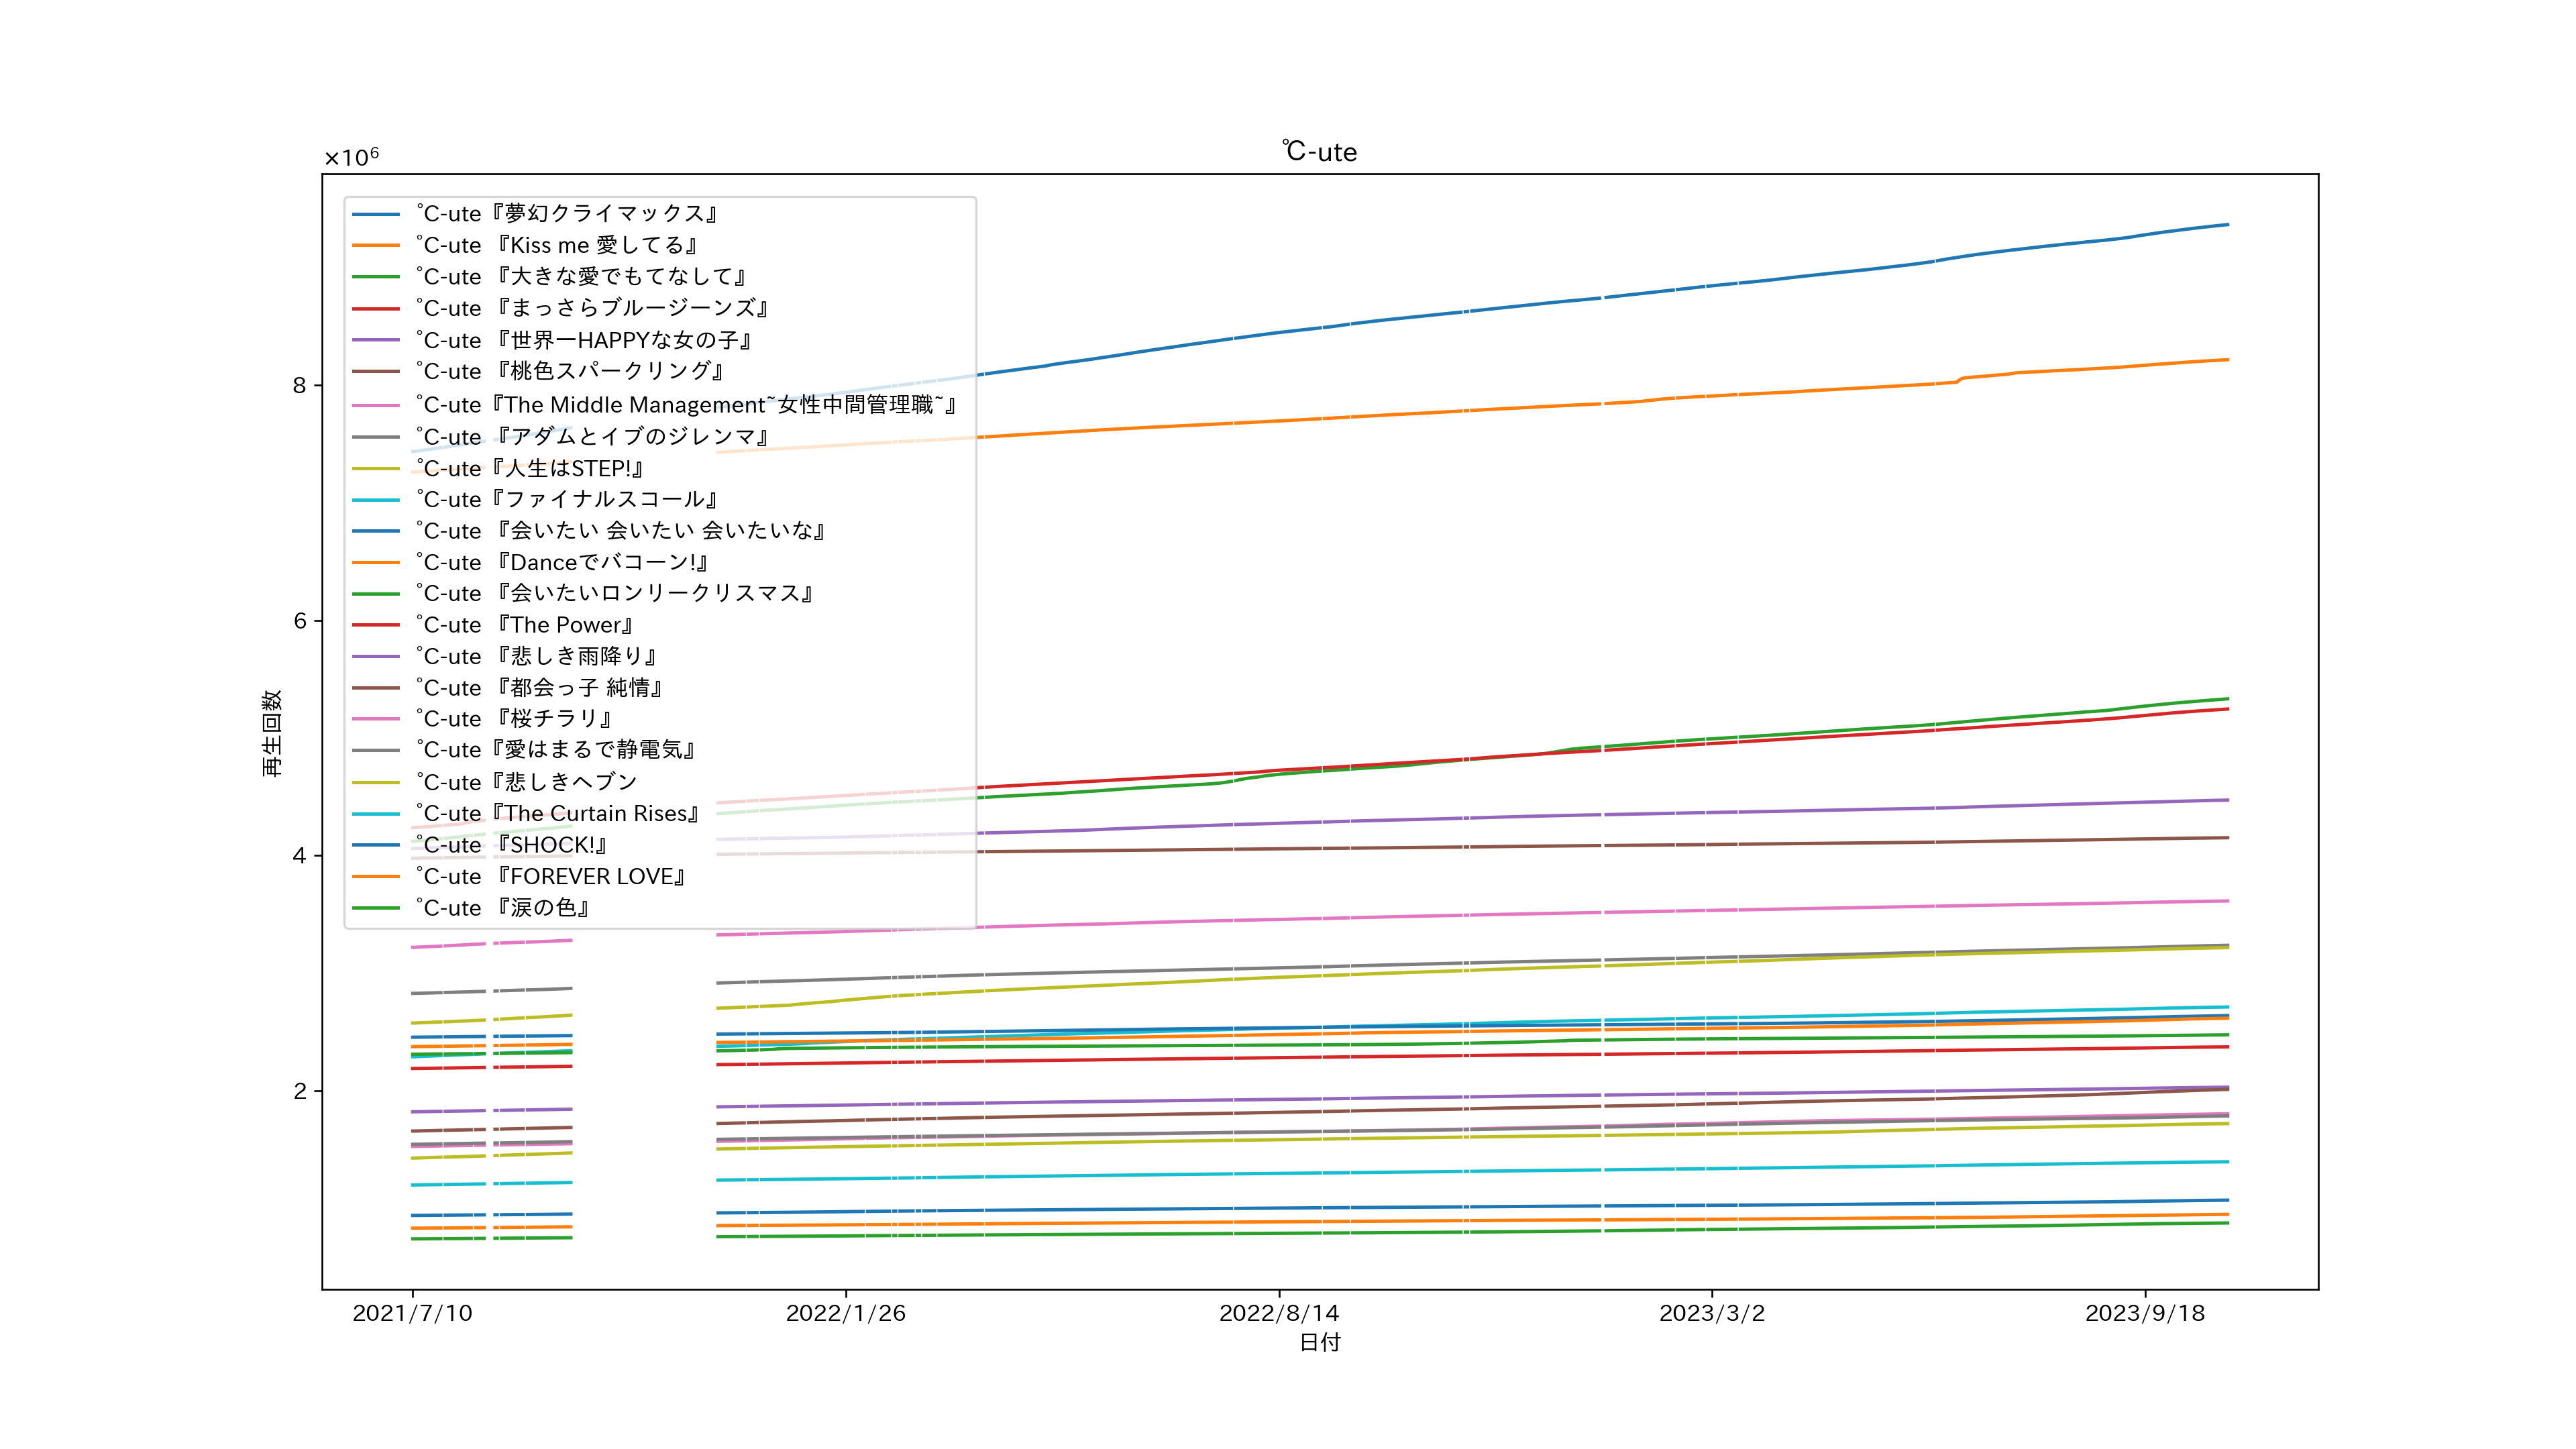 ℃-ute
×10⁶
˚C-ute『夢幻クライマックス』
˚C-ute 『Kiss me 愛してる』
˚C-ute 『大きな愛でもてなして』
˚C-ute 『まっさらブルージーンズ』
˚C-ute 『世界一HAPPYな女の子』
˚C-ute 『桃色スパークリング』
˚C-ute『The Middle Management~女性中間管理職~』
˚C-ute 『アダムとイブのジレンマ』
˚C-ute『人生はSTEP!』
˚C-ute『ファイナルスコール』
˚C-ute 『会いたい 会いたい 会いたいな』
˚C-ute 『Danceでバコーン!』
˚C-ute 『会いたいロンリークリスマス』
˚C-ute 『The Power』
˚C-ute 『悲しき雨降り』
˚C-ute 『都会っ子 純情』
˚C-ute 『桜チラリ』
˚C-ute『愛はまるで静電気』
˚C-ute『悲しきヘブン
˚C-ute『The Curtain Rises』
˚C-ute 『SHOCK!』
˚C-ute 『FOREVER LOVE』
˚C-ute 『涙の色』
再生回数
8
6
4
2
2021/7/10
2022/1/26
2022/8/14
2023/3/2
2023/9/18
日付